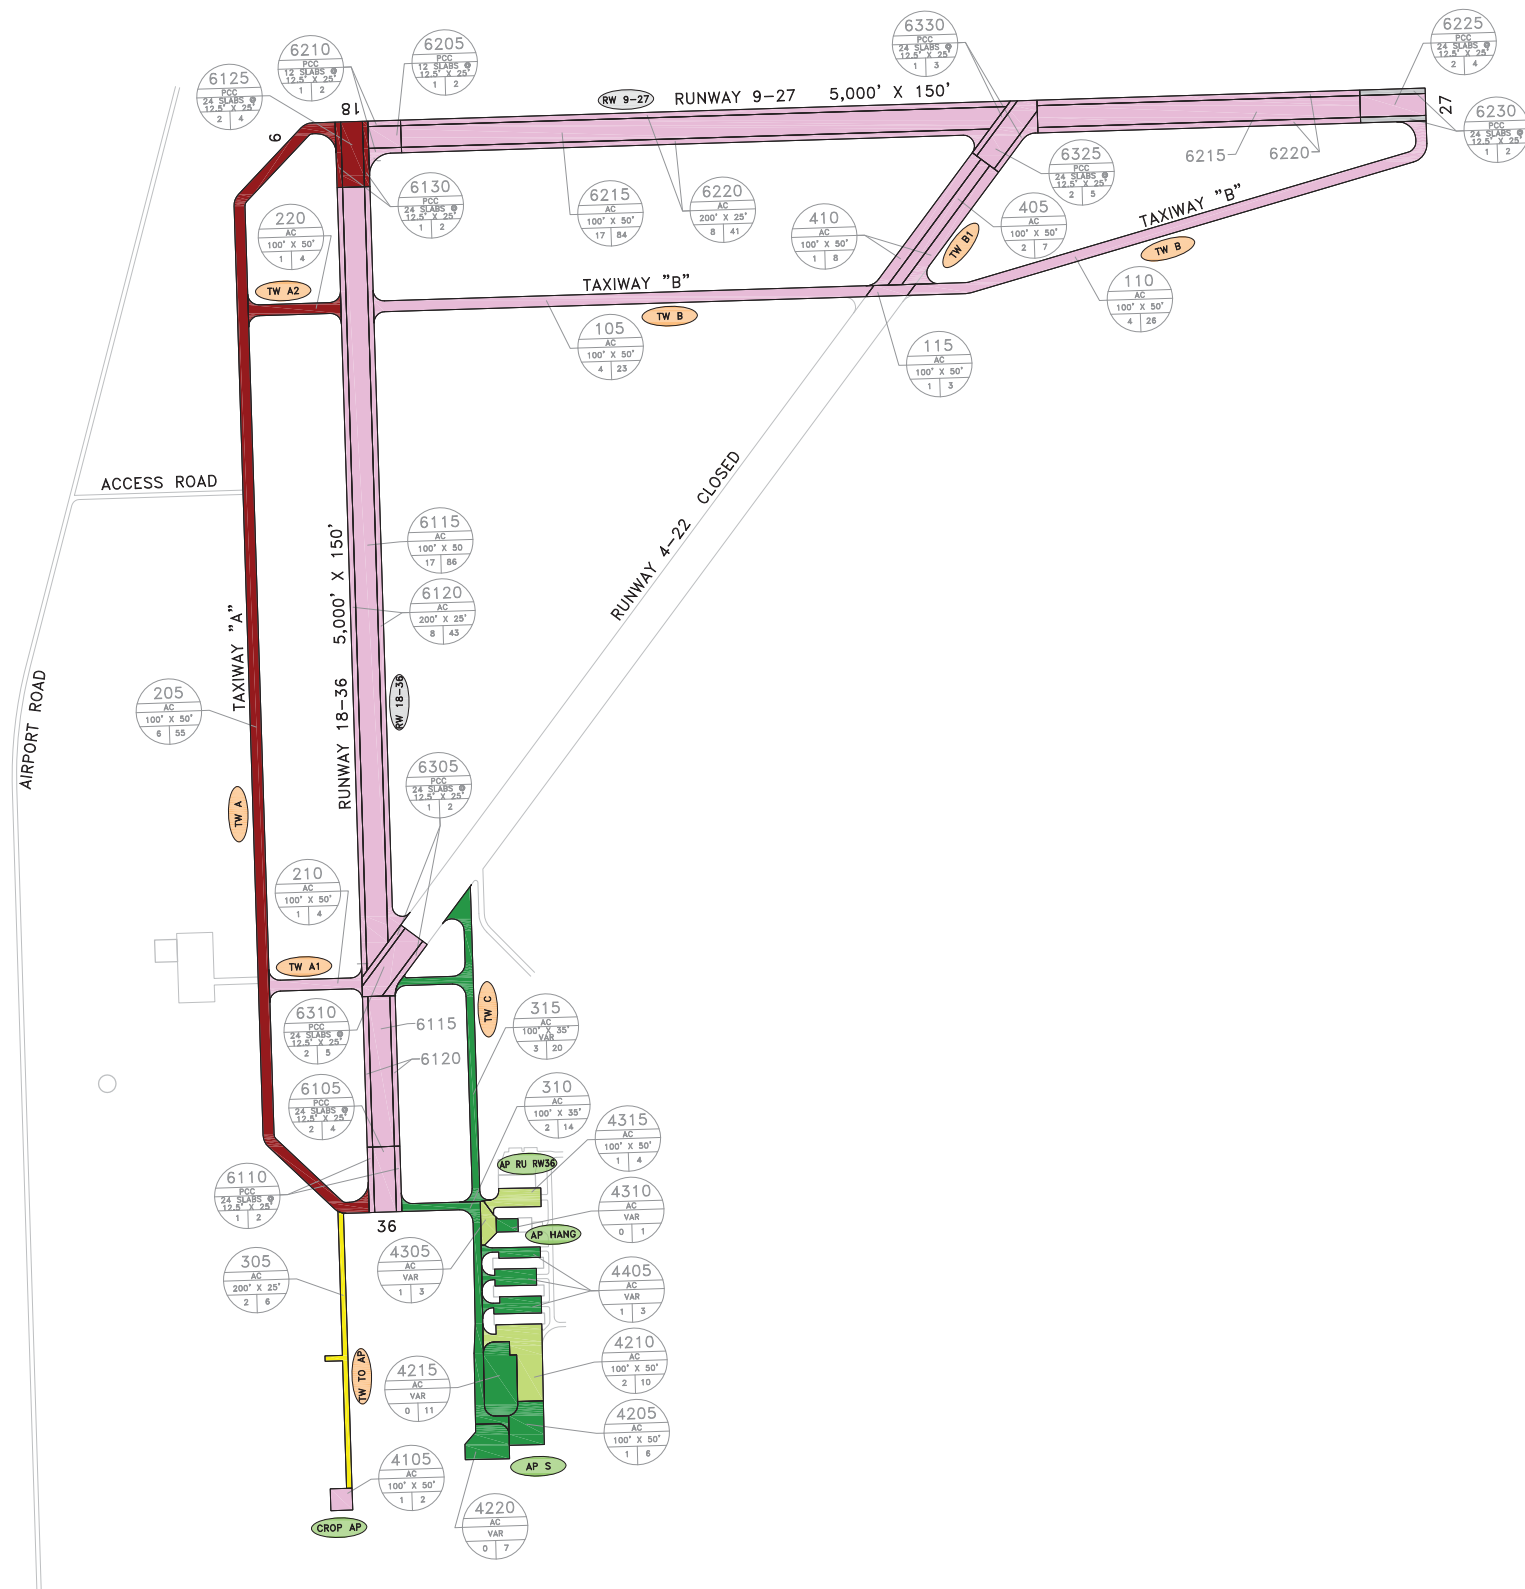 6330
PCC
24 SLABS @
12.5' X 25'
1 3
6225
PCC
24 SLABS @
12.5' X 25'
2 4
6210
PCC
12 SLABS @
12.5' X 25'
1 2
6205
PCC
12 SLABS @
12.5' X 25'
1 2
6125
PCC
24 SLABS @
12.5' X 25'
2 4
18
9
RW 9-27
RUNWAY 9-27 5,000' X 150'
27
6230
PCC
24 SLABS @
12.5' X 25'
1 2
6215
6220
6325
PCC
24 SLABS @
12.5' X 25'
2 5
6130
PCC
24 SLABS @
12.5' X 25'
1 2
6215
AC
100' X 50'
17 84
6220
AC
200' X 25'
8 41
220
AC
100' X 50'
1 4
410
AC
100' X 50'
1 8
405
AC
100' X 50'
2 7
TW B1
TAXIWAY "B"
TW B
TW A2
TAXIWAY "B"
TW B
110
AC
100' X 50'
4 26
105
AC
100' X 50'
4 23
115
AC
100' X 50'
1 3
ACCESS ROAD
RUNWAY 4-22 CLOSED
6115
AC
100' X 50
17 86
6120
AC
200' X 25'
8 43
RUNWAY 18-36 5,000' X 150'
TAXIWAY "A"
AIRPORT ROAD
205
AC
100' X 50'
6 55
RW 18-36
TW A
6305
PCC
24 SLABS @
12.5' X 25'
1 2
210
AC
100' X 50'
1 4
TW A1
TW C
6310
PCC
24 SLABS @
12.5' X 25'
2 5
6115
6120
315
AC
100' X 35'
VAR
3 20
6105
PCC
24 SLABS @
12.5' X 25'
2 4
310
AC
100' X 35'
2 14
4315
AC
100' X 50'
1 4
AP RU RW36
6110
PCC
24 SLABS @
12.5' X 25'
1 2
4310
AC
VAR
0 1
36
AP HANG
4305
AC
VAR
1 3
305
AC
200' X 25'
2 6
4405
AC
VAR
1 3
TW TO AP
4210
AC
100' X 50'
2 10
4215
AC
VAR
0 11
4205
AC
100' X 50'
1 6
AP S
4105
AC
100' X 50'
1 2
CROP AP
4220
AC
VAR
0 7